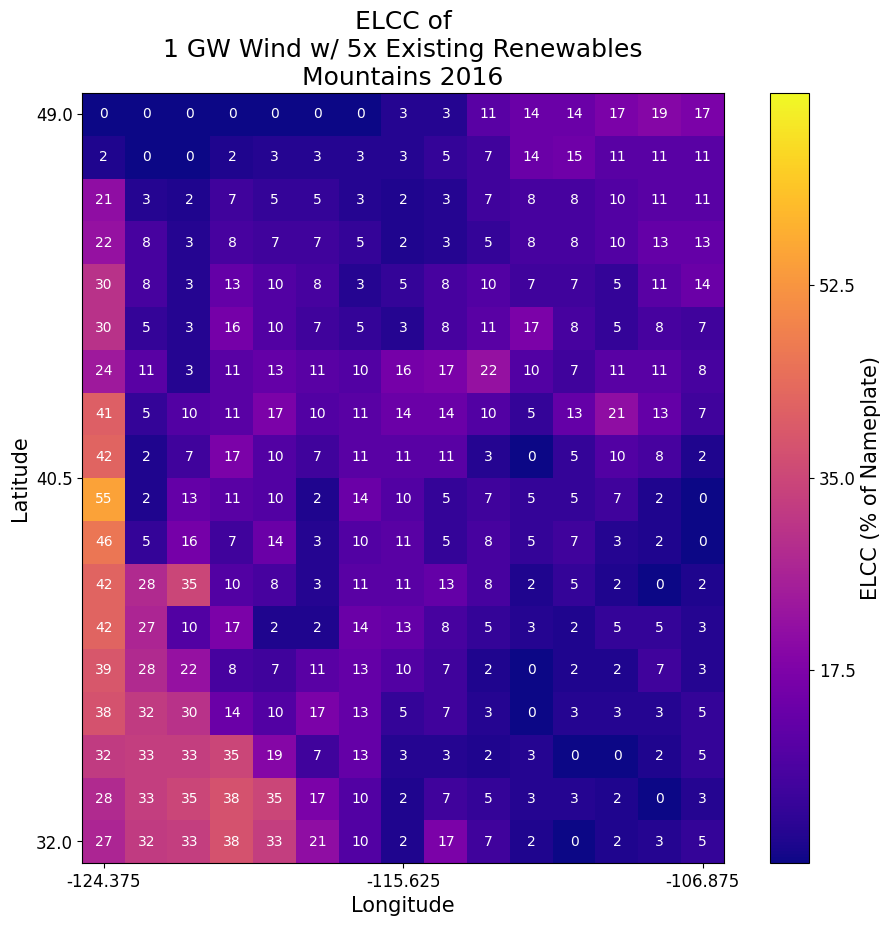 ELCC of
1 GW Wind w/ 5x Existing Renewables
Mountains 2016
49.0 0 0 0 0 0 0 0 3 3 11 14 14 17 19 17
2 0 0 2 3 3 3 3 5 7 14 15 11 11 11
21 3 2 7 5 5 3 2 3 7 8 8 10 11 11
22 8 3 8 7 7 5 2 3 5 8 8 10 13 13
30 8 3 13 10 8 3 5 8 10 7 7 5 11 14
52.5
30 5 3 16 10 7 5 3 8 11 17 8 5 8 7
24 11 3 11 13 11 10 16 17 22 10 7 11 11 8
41 5 10 11 17 10 11 14 14 10 5 13 21 13 7
42 2 7 17 10 7 11 11 11 3 0 5 10 8 2
Latitude
40.5
35.0
ELCC (% of Nameplate)
55 2 13 11 10 2 14 10 5 7 5 5 7 2 0
46 5 16 7 14 3 10 11 5 8 5 7 3 2 0
42 28 35 10 8 3 11 11 13 8 2 5 2 0 2
42 27 10 17 2 2 14 13 8 5 3 2 5 5 3
39 28 22 8 7 11 13 10 7 2 0 2 2 7 3
17.5
38 32 30 14 10 17 13 5 7 3 0 3 3 3 5
32 33 33 35 19 7 13 3 3 2 3 0 0 2 5
28 33 35 38 35 17 10 2 7 5 3 3 2 0 3
32.0 27 32 33 38 33 21 10 2 17 7 2 0 2 3 5
-124.375 -115.625 -106.875
Longitude